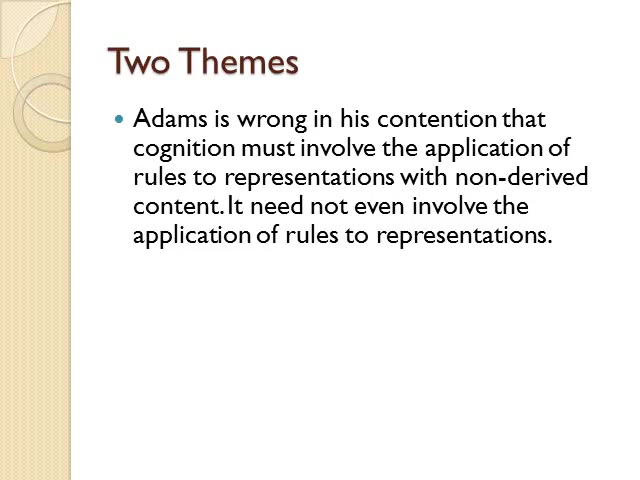 Two Themes
Adams is wrong in his contention that
cognition must involve the application of
rules to representations with non-derived
content. It need not even involve the
application of rules to representations.